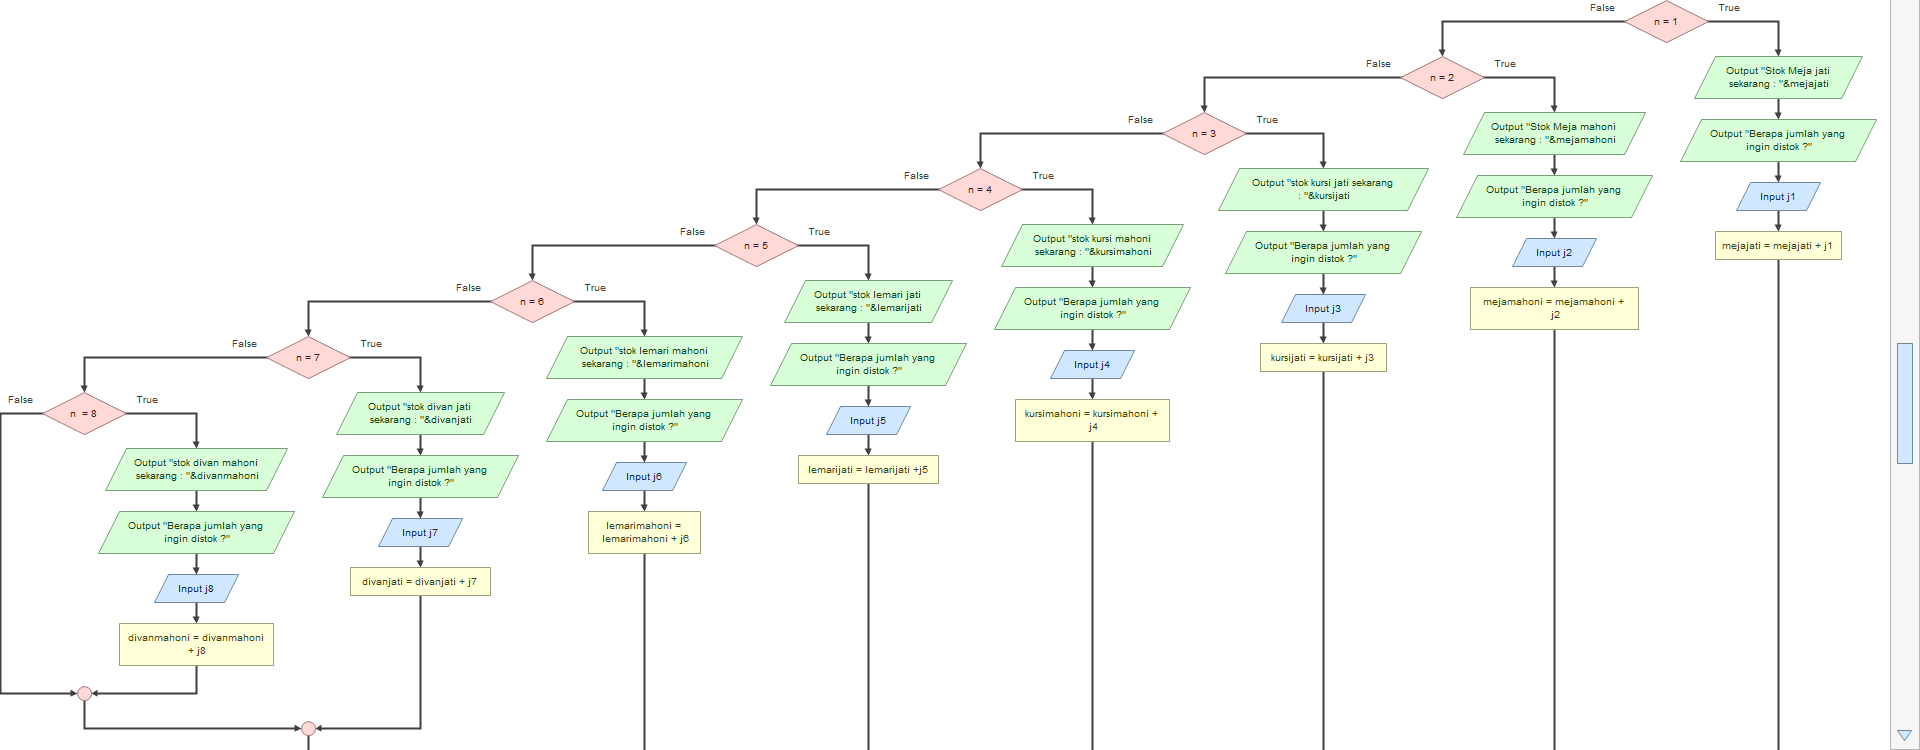 False
n = 1
True
False
n = 2
True
Output "Stok Meja jati
sekarang : "&mejajati
Output "Berapa jumlah yang
ingin distok ?"
Input j1
mejajati = mejajati + j1
False
n = 3
True
Output "Stok Meja mahoni
sekarang : "&mejamahoni
Output "Berapa jumlah yang
ingin distok ?"
Input j2
mejamahoni = mejamahoni +
j2
False
n = 4
True
Output "stok kursi jati sekarang
: "&kursijati
Output "Berapa jumlah yang
ingin distok ?"
Input j3
kursijati = kursijati + j3
False
n = 5
True
Output "stok kursi mahoni
sekarang : "&kursimahoni
Output "Berapa jumlah yang
ingin distok ?"
Input j4
kursimahoni = kursimahoni +
j4
False
n = 6
True
Output "stok lemari jati
sekarang : "&lemarijati
Output "Berapa jumlah yang
ingin distok ?"
Input j5
lemarijati = lemarijati +j5
False
n = 7
True
Output "stok lemari mahoni
sekarang : "&lemarimahoni
Output "Berapa jumlah yang
ingin distok ?"
Input j6
lemarimahoni =
lemarimahoni + j6
False
n  = 8
True
Output "stok divan jati
sekarang : "&divanjati
Output "Berapa jumlah yang
ingin distok ?"
Input j7
divanjati = divanjati + j7
Output "stok divan mahoni
sekarang : "&divanmahoni
Output "Berapa jumlah yang
ingin distok ?"
Input j8
divanmahoni = divanmahoni
+ j8